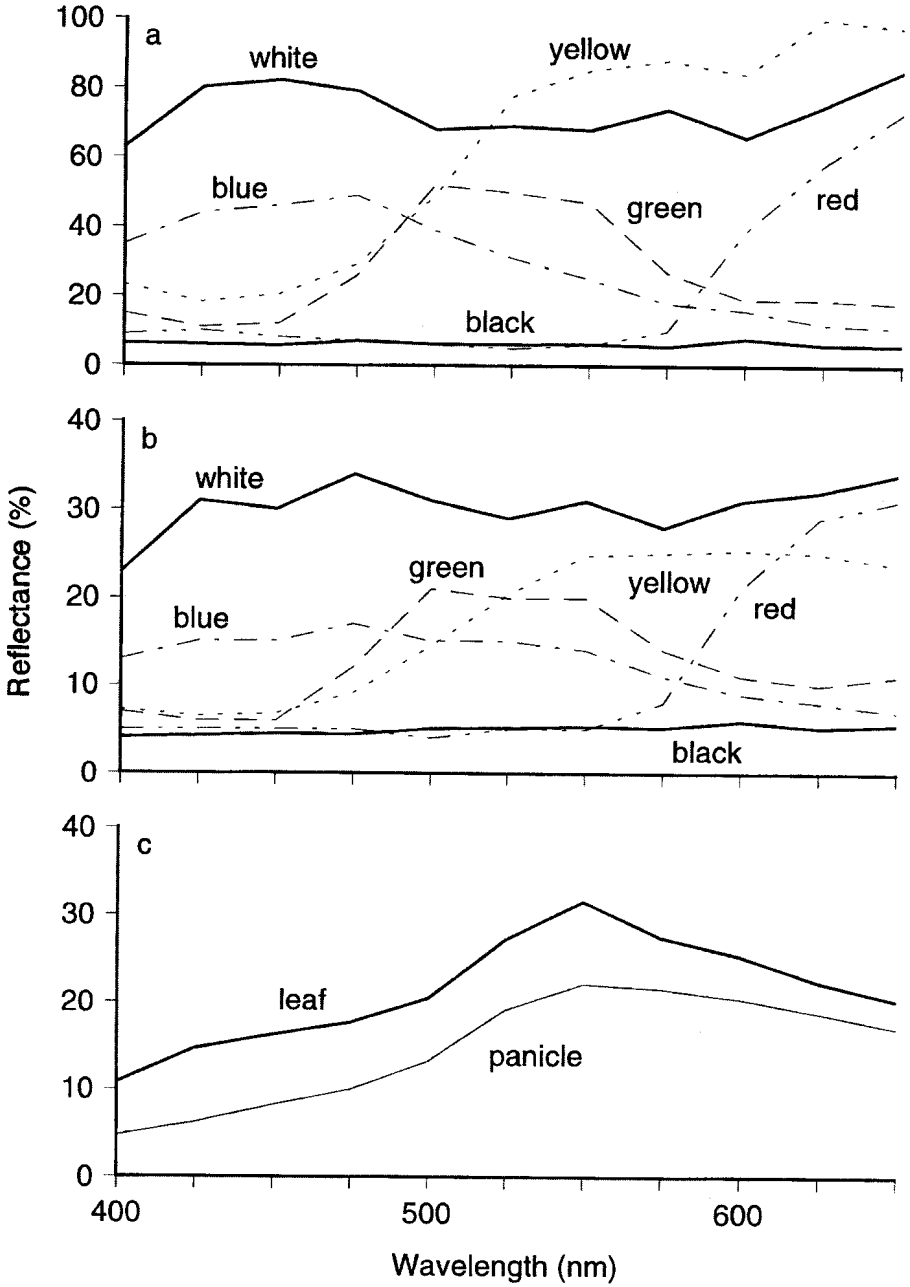 100
a
white
yellow
80
60
blue
green
red
40
20
black
0
40
b
white
30
green
yellow
20
blue
red
10
black
0
Reflectance (%)
40
c
30
leaf
20
panicle
10
0
400
500
600
Wavelength (nm)